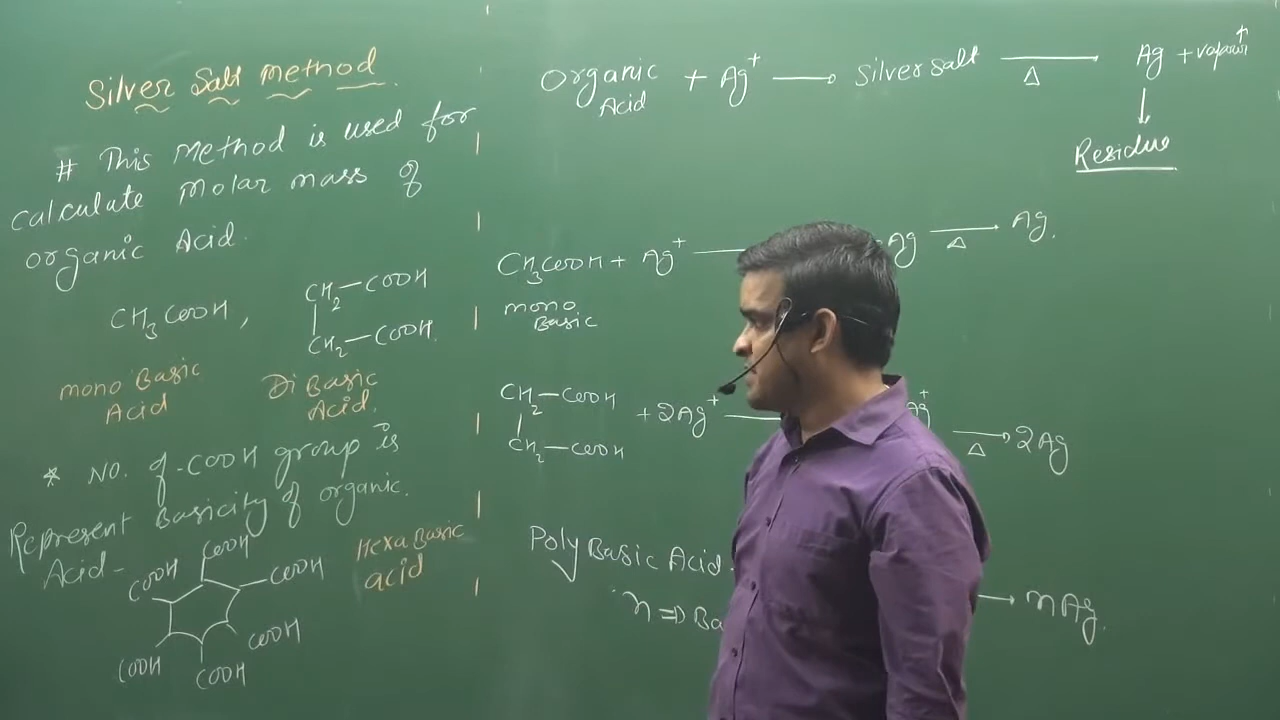 Silver Salt Method.
# This Method is used for
calculate Molar mass of
organic Acid.
CH3COOH,
CH2-COOH
CH2-COOH.
mono Basic
Acid
Di Basic
Acid.
* No. of -COOH group is
Represent Basicity of organic.
Acid-
COOH
COOH
COOH
COOH
COOH
COOH
Hexa Basic
acid
Organic + Ag+ → Silver salt →Δ Ag + vapour↑
Acid
↓
Residue
CH3COOH + Ag+ Ag →Δ Ag.
mono
Basic
CH2-COOH
+ 2Ag+ Ag+ →Δ 2Ag
CH2-COOH
Poly Basic Acid → nAg.
n ⇒ Ba